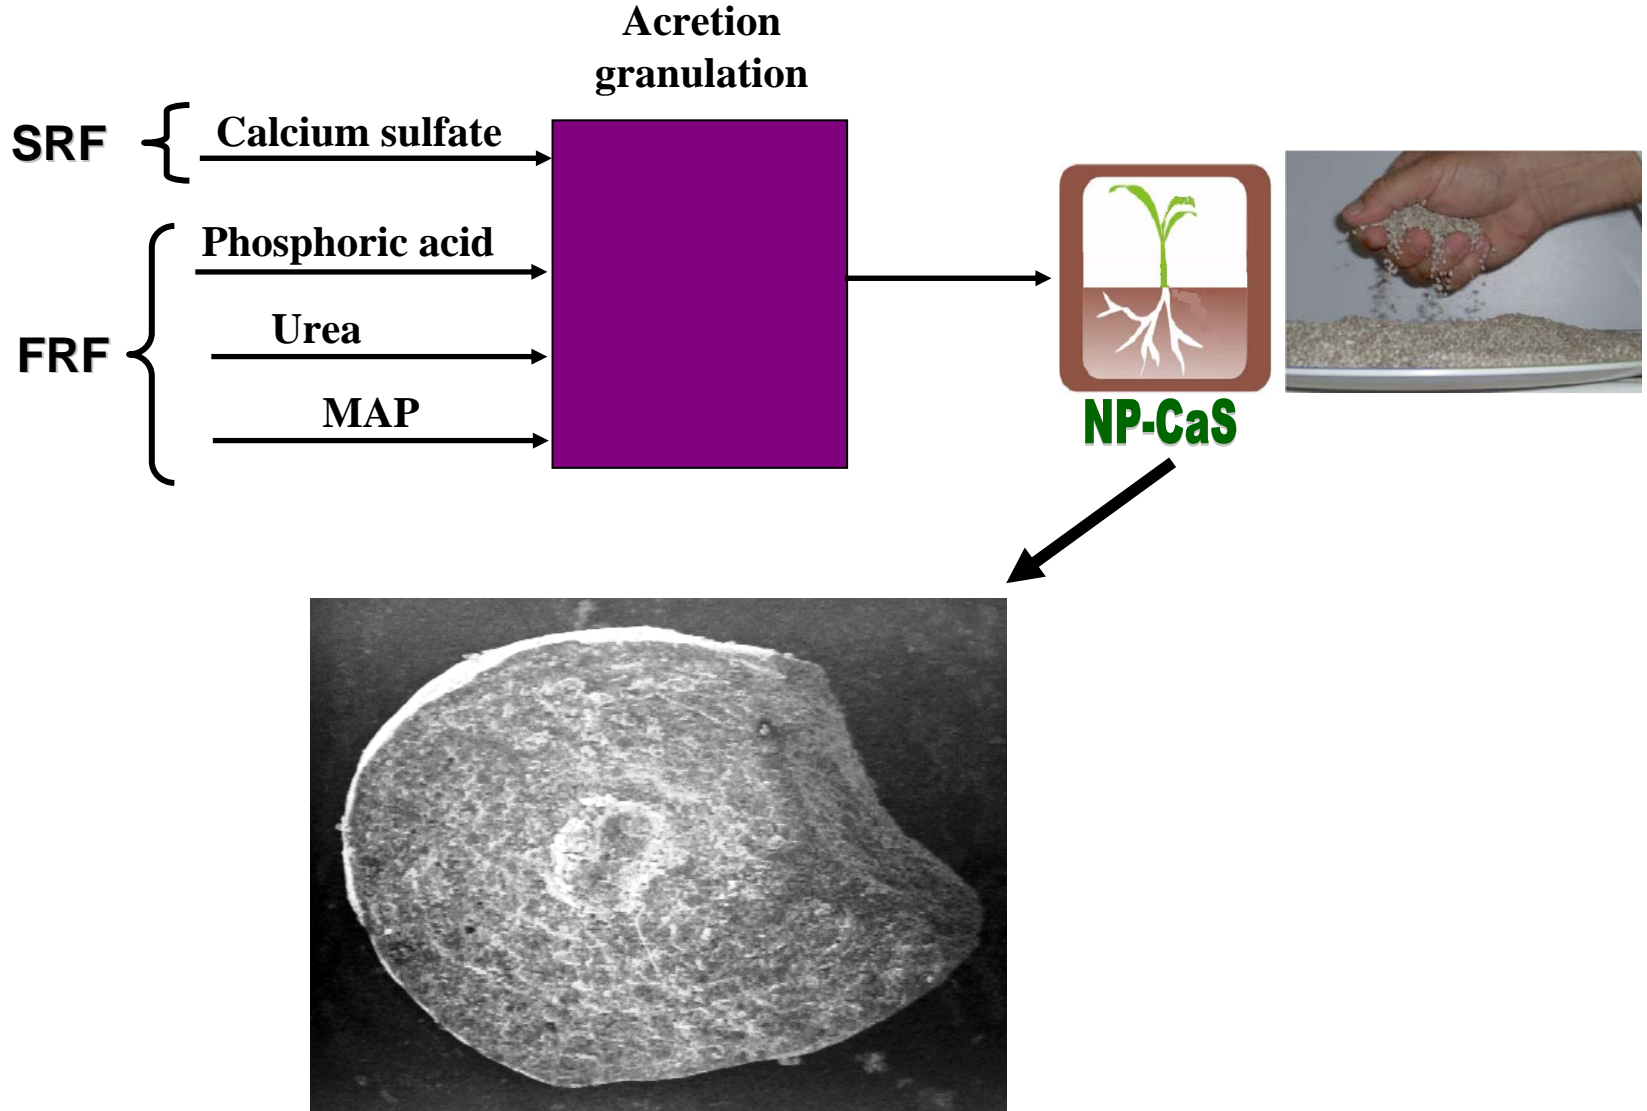 Acretion
granulation
SRF
Calcium sulfate
Phosphoric acid
FRF
Urea
MAP
NP-CaS